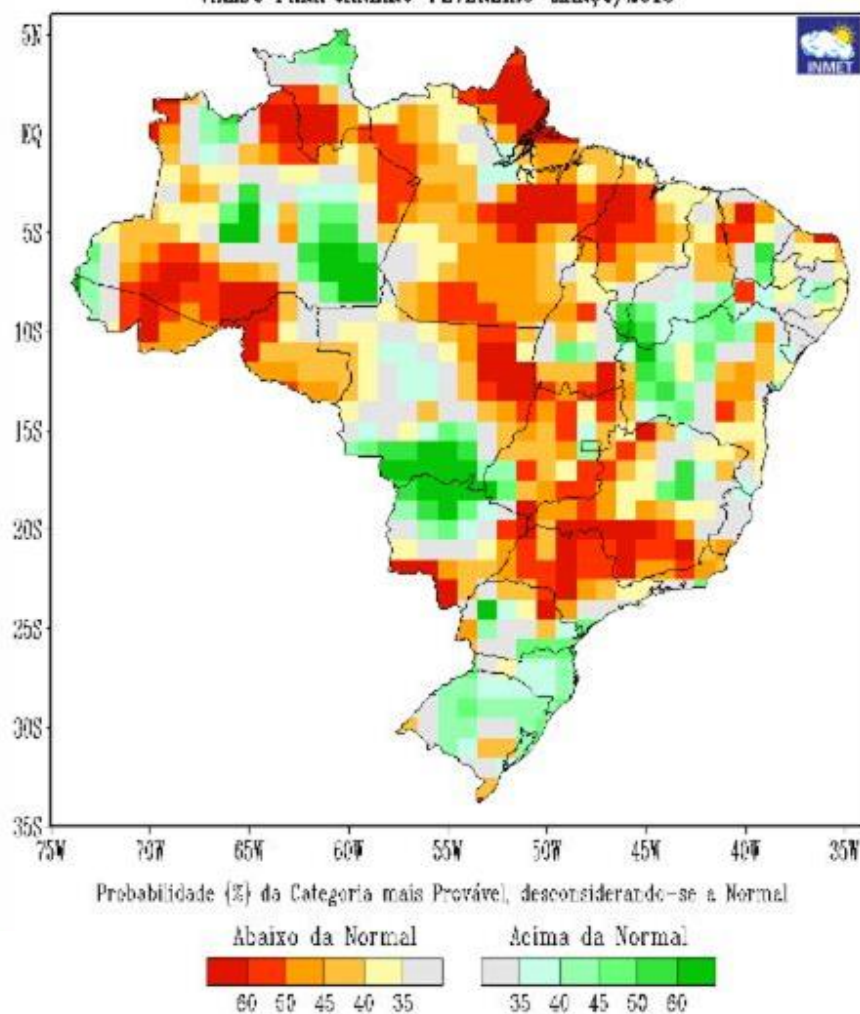 INMET
5N
EQ
5S
10S
15S
20S
25S
30S
35S
75W 70W 65W 60W 55W 50W 45W 40W 35W
Probabilidade (%) da Categoria mais Provável, desconsiderando-se a Normal
Abaixo da Normal Acima da Normal
60 50 45 40 35 35 40 45 50 60